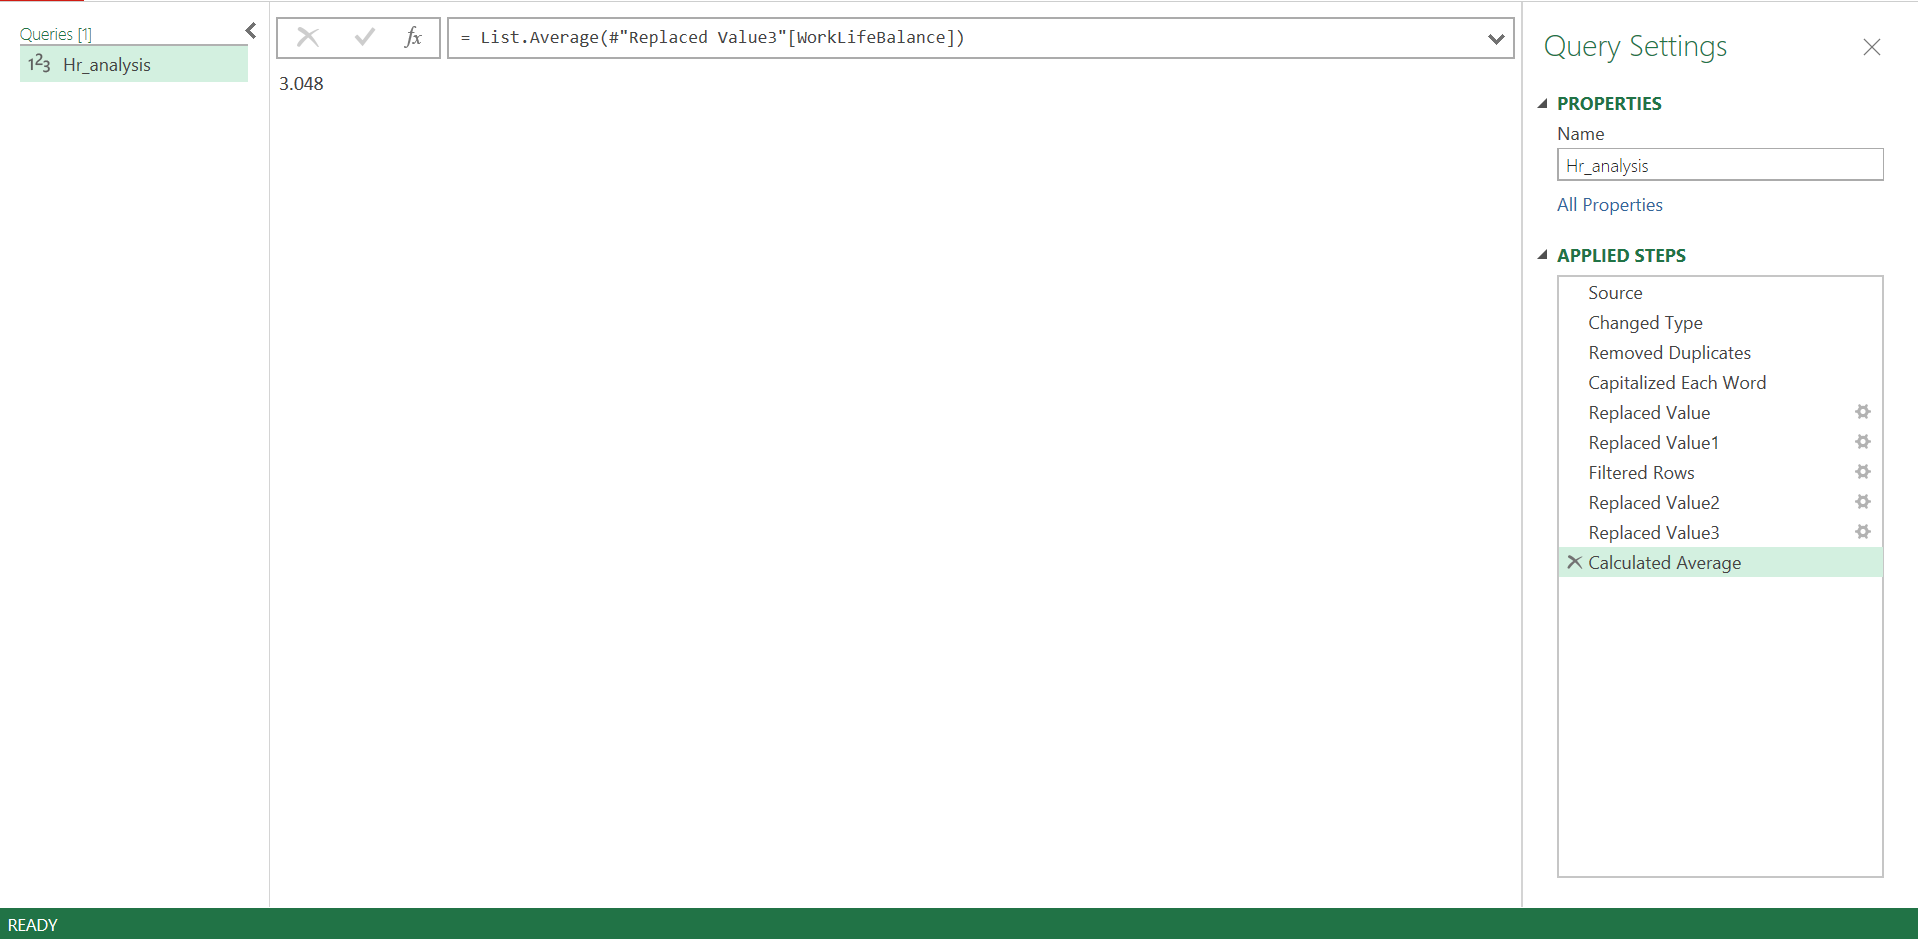 Queries [1]
123 Hr_analysis
fx
= List.Average(#"Replaced Value3"[WorkLifeBalance])
3.048
Query Settings
PROPERTIES
Name
Hr_analysis
All Properties
APPLIED STEPS
Source
Changed Type
Removed Duplicates
Capitalized Each Word
Replaced Value
Replaced Value1
Filtered Rows
Replaced Value2
Replaced Value3
Calculated Average
READY